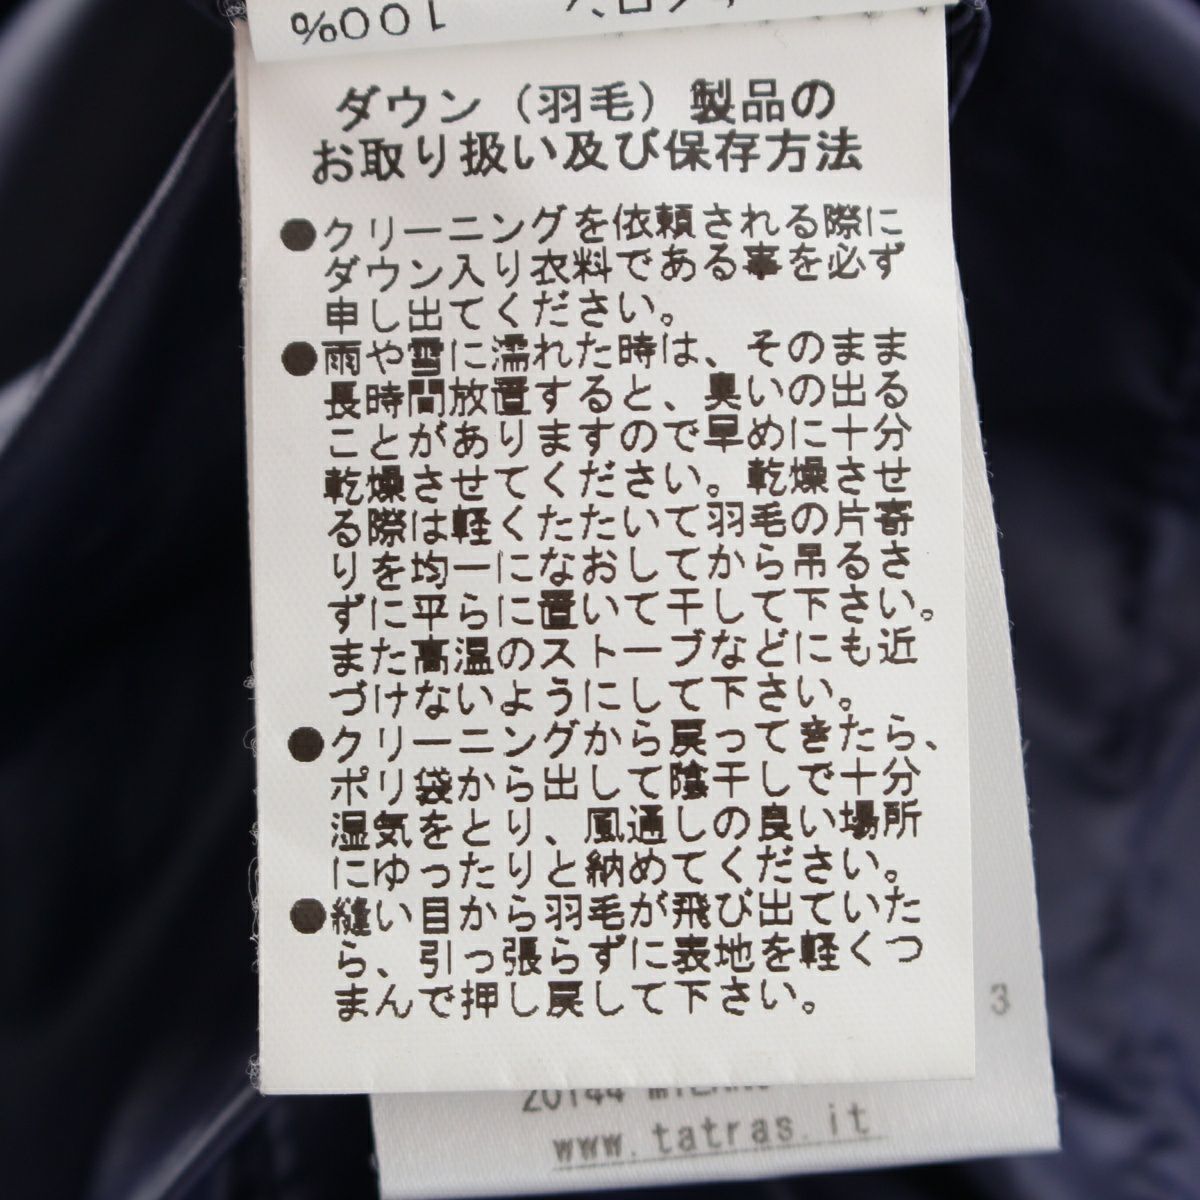 100%
ダウン（羽毛）製品の
お取り扱い及び保存方法
●クリーニングを依頼される際に
ダウン入り衣料である事を必ず
申し出てください。
●雨や雪に濡れた時は、そのまま
長時間放置すると、臭いの出る
ことがありますので早めに十分
乾燥させてください。乾燥させ
る際は軽くたたいて羽毛の片寄
りを均一になおしてから吊るさ
ずに平らに置いて干して下さい。
また高温のストーブなどにも近
づけないようにして下さい。
●クリーニングから戻ってきたら、
ポリ袋から出して陰干しで十分
湿気をとり、風通しの良い場所
にゆったりと納めてください。
●縫い目から羽毛が飛び出ていた
ら、引っ張らずに表地を軽くつ
まんで押し戻して下さい。
3
20144 MILANO
www.tatras.it